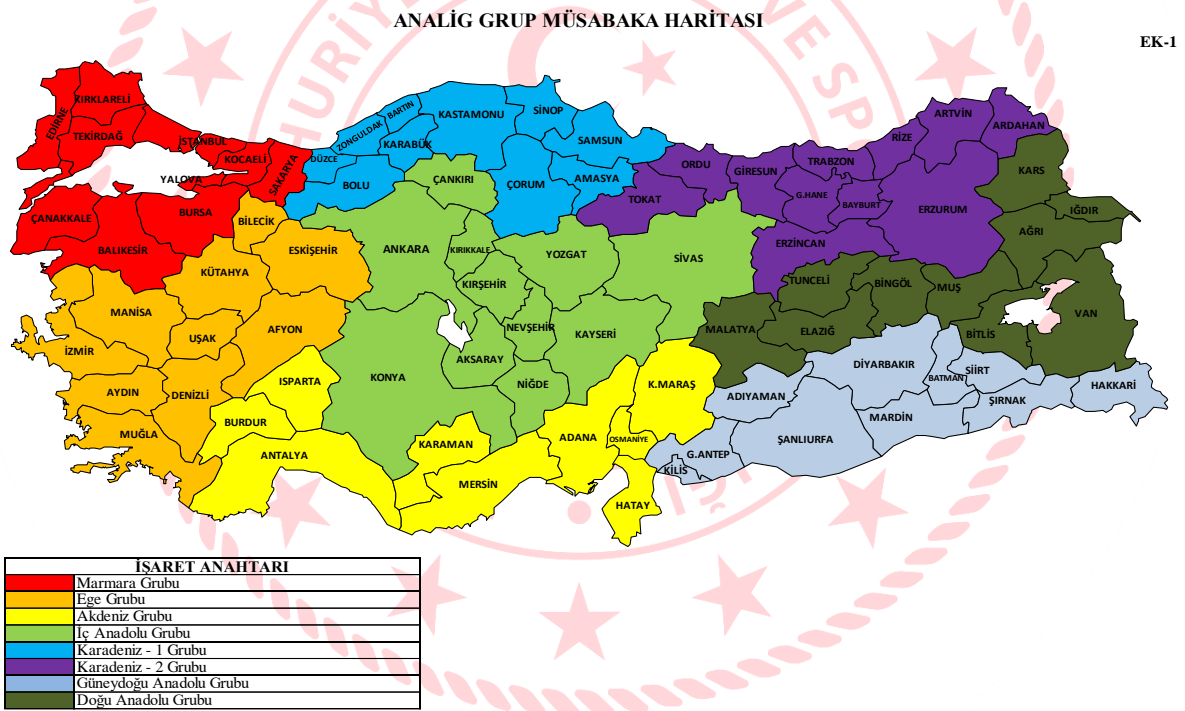 ANALİG GRUP MÜSABAKA HARİTASI
EK-1
KIRKLARELİ
EDİRNE
TEKİRDAĞ
İSTANBUL
KOCAELİ
YALOVA
SAKARYA
ÇANAKKALE
BURSA
BALIKESİR
BİLECİK
ESKİŞEHİR
KÜTAHYA
MANİSA
UŞAK
AFYON
İZMİR
AYDIN
DENİZLİ
MUĞLA
ISPARTA
BURDUR
ANTALYA
ZONGULDAK
BARTIN
KASTAMONU
SİNOP
KARABÜK
DÜZCE
BOLU
SAMSUN
AMASYA
ÇORUM
ÇANKIRI
ANKARA
KIRIKKALE
YOZGAT
SİVAS
KIRŞEHİR
NEVŞEHİR
KAYSERİ
AKSARAY
KONYA
NİĞDE
KARAMAN
MERSİN
ADANA
OSMANİYE
HATAY
K.MARAŞ
ORDU
TOKAT
GİRESUN
TRABZON
RİZE
ARTVİN
ARDAHAN
G.HANE
BAYBURT
ERZURUM
ERZİNCAN
KARS
IĞDIR
AĞRI
TUNCELİ
BİNGÖL
MUŞ
MALATYA
ELAZIĞ
BİTLİS
VAN
DİYARBAKIR
BATMAN
SİİRT
HAKKARİ
ŞIRNAK
ADIYAMAN
MARDİN
ŞANLIURFA
G.ANTEP
KİLİS
İŞARET ANAHTARI
Marmara Grubu
Ege Grubu
Akdeniz Grubu
İç Anadolu Grubu
Karadeniz - 1 Grubu
Karadeniz - 2 Grubu
Güneydoğu Anadolu Grubu
Doğu Anadolu Grubu